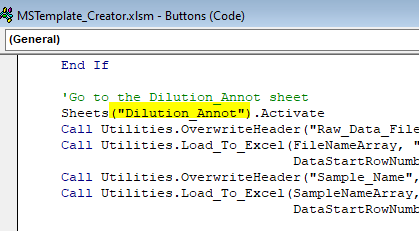 MSTemplate_Creator.xlsm - Buttons (Code)
(General)
End If
'Go to the Dilution_Annot sheet
Sheets("Dilution_Annot").Activate
Call Utilities.OverwriteHeader("Raw_Data_File
Call Utilities.Load_To_Excel(FileNameArray, "
DataStartRowNumb
Call Utilities.OverwriteHeader("Sample_Name",
Call Utilities.Load_To_Excel(SampleNameArray,
DataStartRowNumb